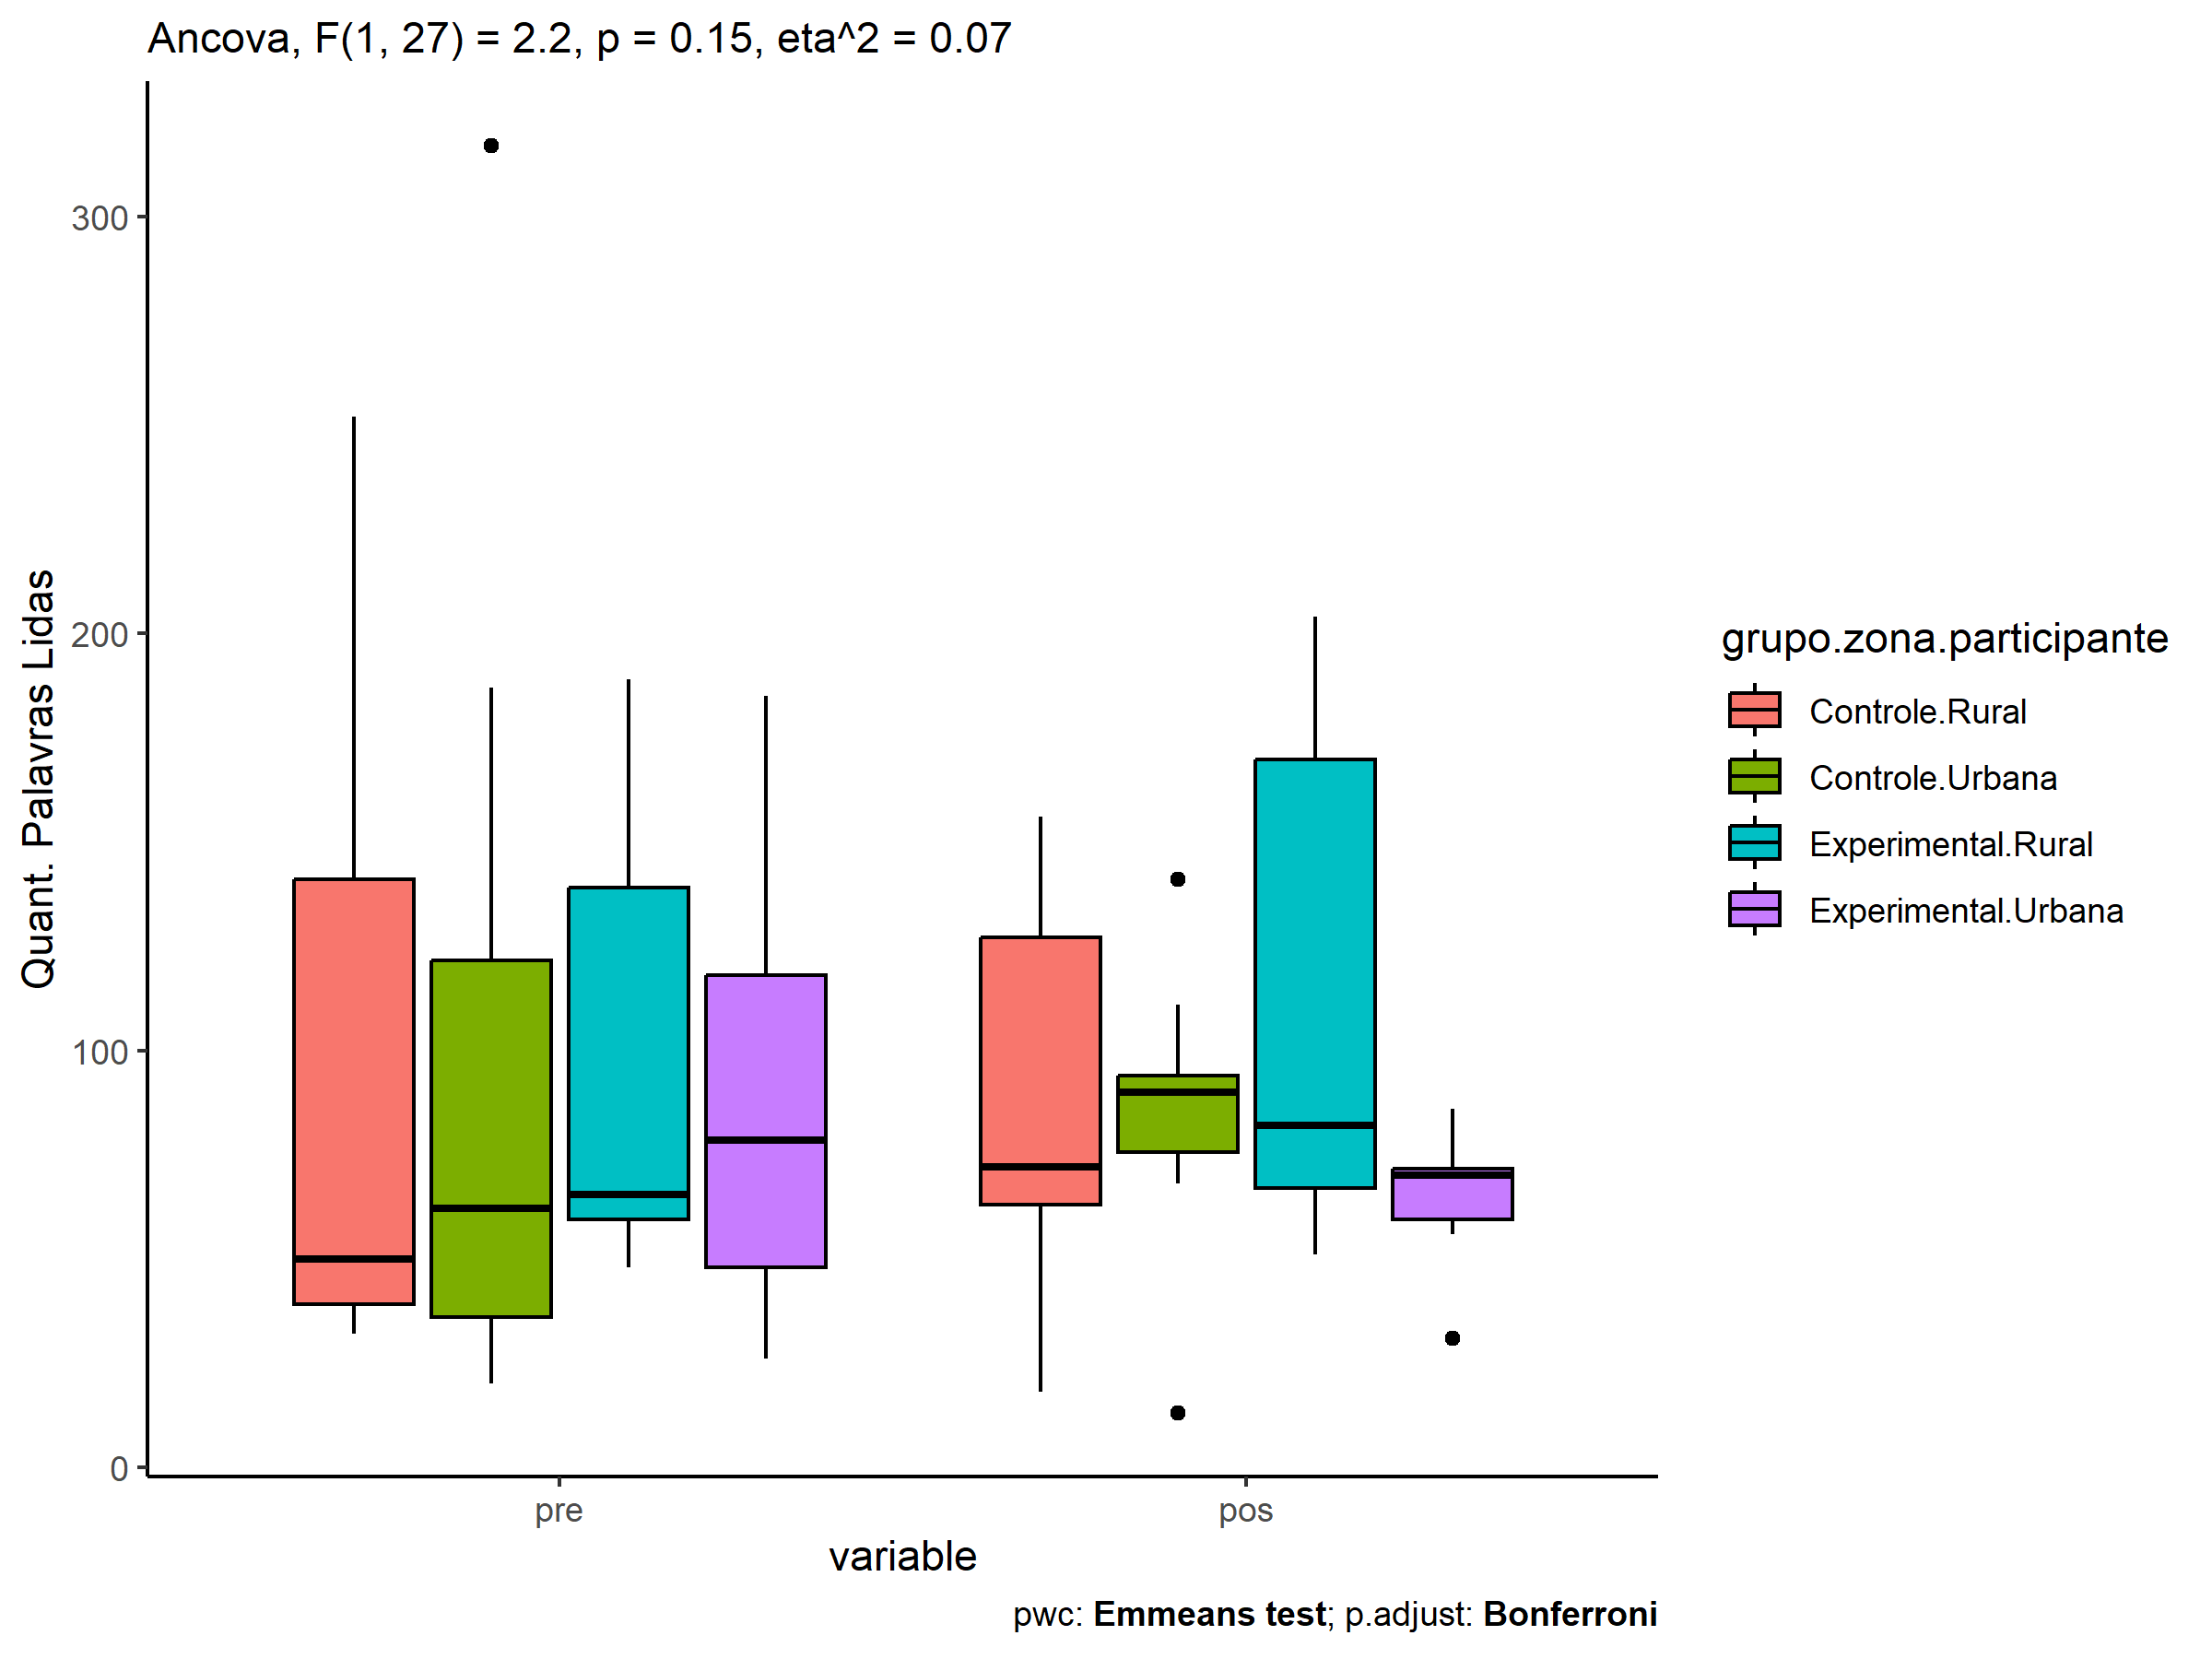 Ancova, F(1, 27) = 2.2, p = 0.15, eta^2 = 0.07
Quant. Palavras Lidas
300
200
100
0
pre
pos
variable
grupo.zona.participante
Controle.Rural
Controle.Urbana
Experimental.Rural
Experimental.Urbana
pwc: Emmeans test; p.adjust: Bonferroni